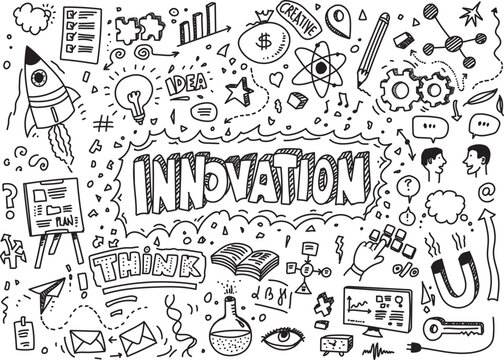 CREATIVE
$
IDEA
#
INNOVATION
?
PLAN
@
?
!
THINK
%
α β γ